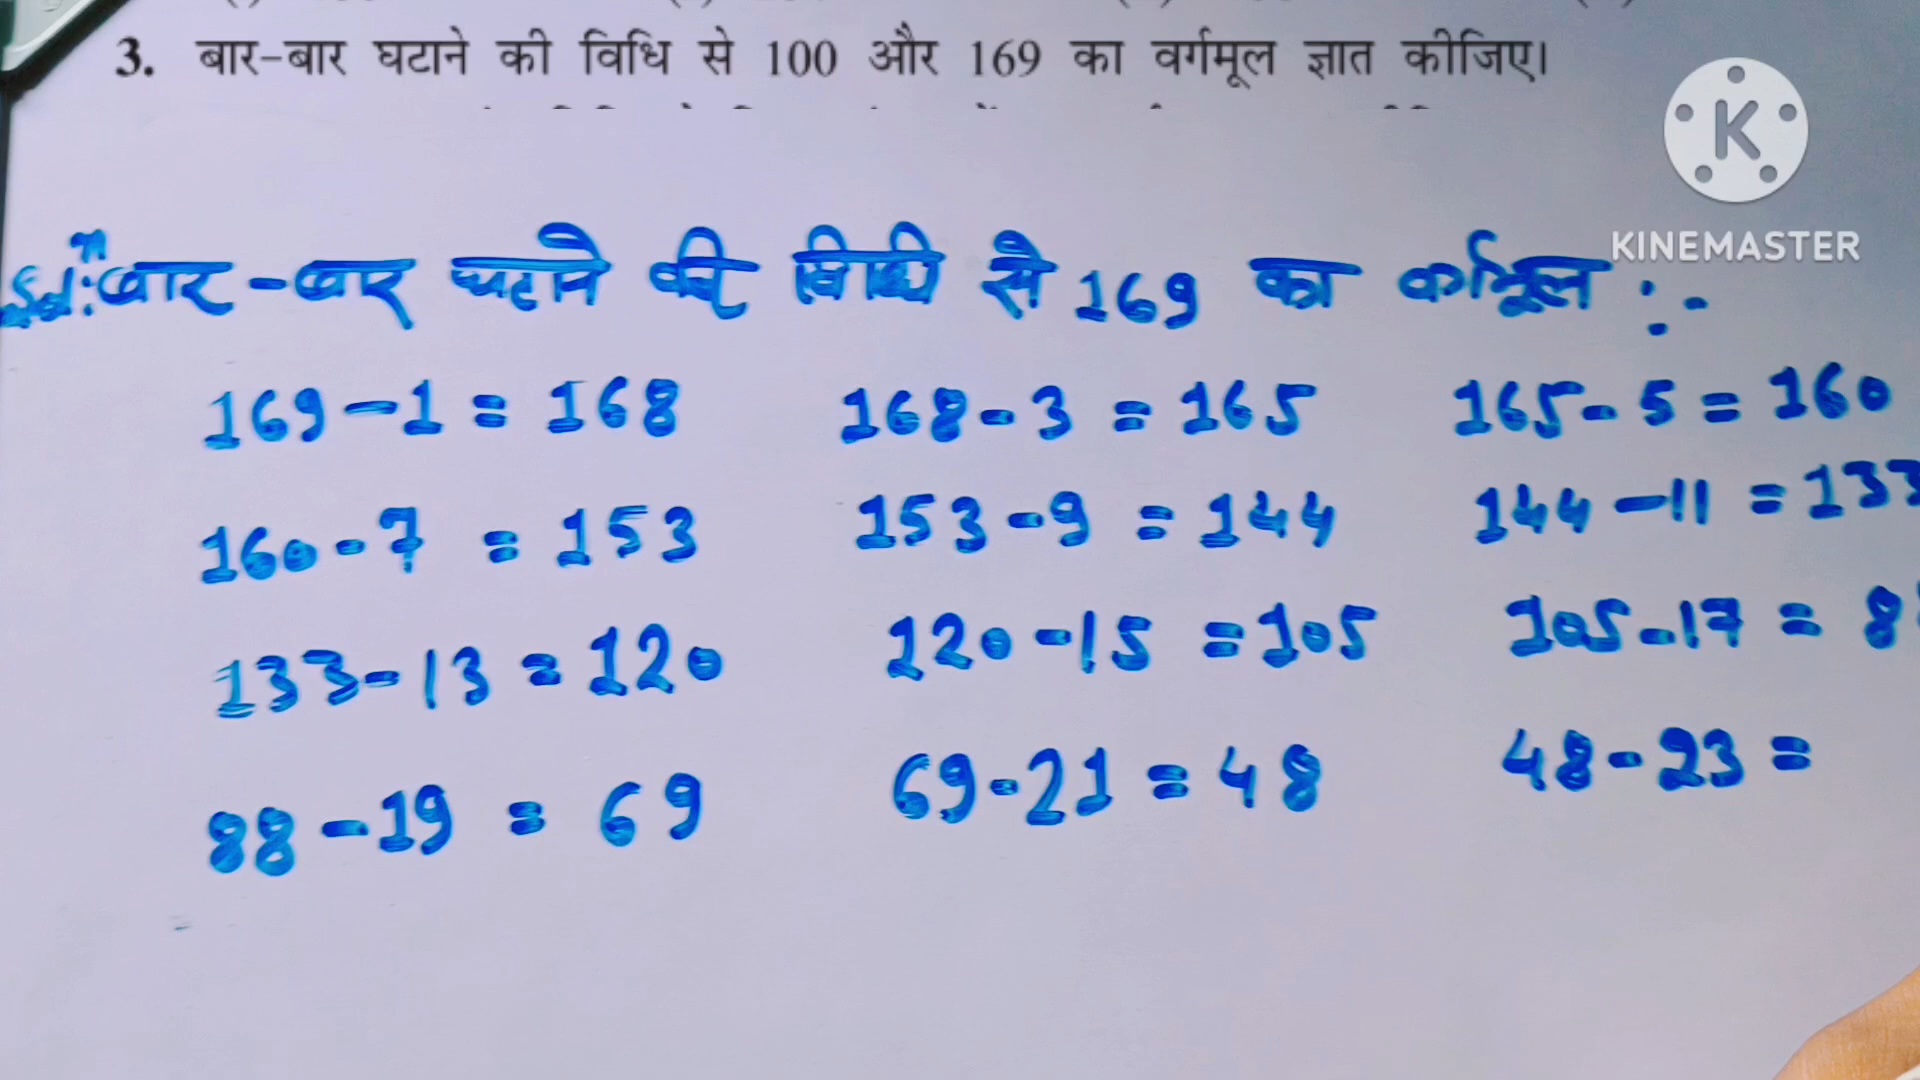 3. बार-बार घटाने की विधि से 100 और 169 का वर्गमूल ज्ञात कीजिए।
K
KINEMASTER
Solⁿ: बार-बार घटाने की विधि से 169 का वर्गमूल :-
169-1=168 168-3=165 165-5=160
160-7=153 153-9=144 144-11=133
133-13=120 120-15=105 105-17=8
88-19=69 69-21=48 48-23=